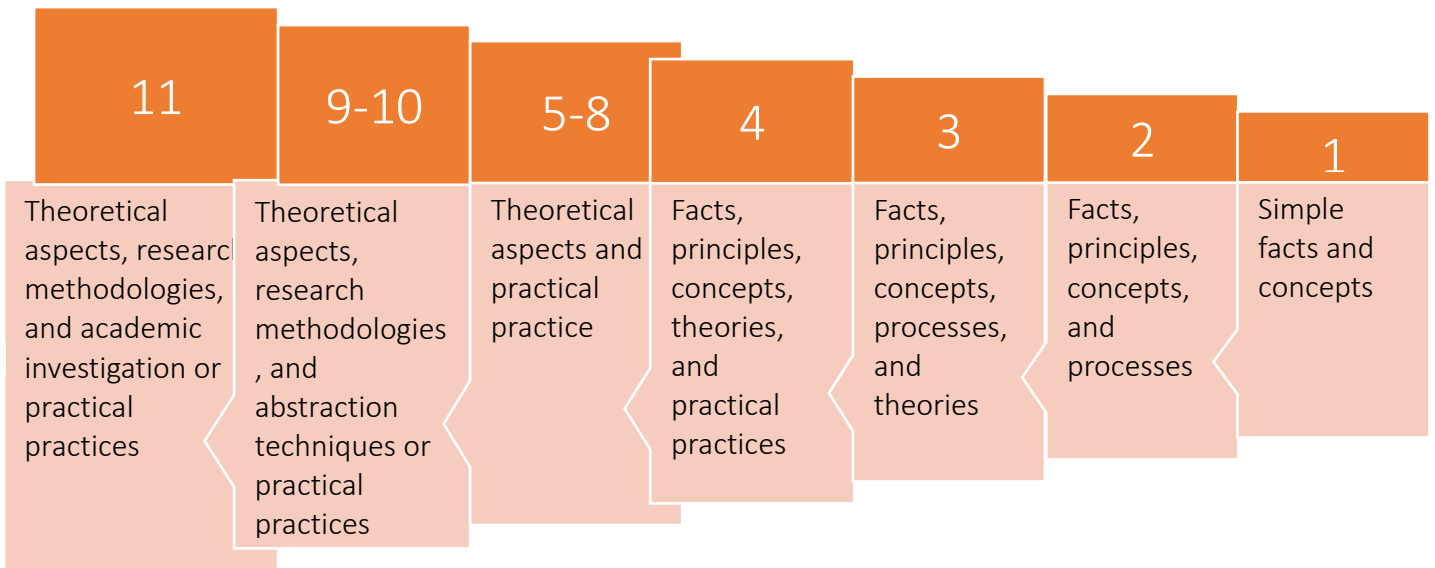 11
Theoretical
aspects, research
methodologies,
and academic
investigation or
practical
practices
9-10
Theoretical
aspects,
research
methodologies
, and
abstraction
techniques or
practical
practices
5-8
Theoretical
aspects and
practical
practice
4
Facts,
principles,
concepts,
theories,
and
practical
practices
3
Facts,
principles,
concepts,
processes,
and
theories
2
Facts,
principles,
concepts,
and
processes
1
Simple
facts and
concepts